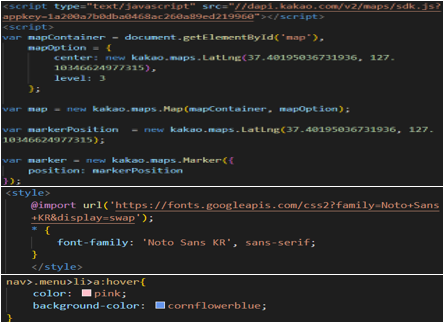 <script type="text/javascript" src="//dapi.kakao.com/v2/maps/sdk.js?
appkey=1a200a7b0dba0468ac260a89ed219960"></script>
<script>
var mapContainer = document.getElementById('map'),
mapOption = {
center: new kakao.maps.LatLng(37.40195036731936, 127.
10346624977315),
level: 3
};
var map = new kakao.maps.Map(mapContainer, mapOption);
var markerPosition = new kakao.maps.LatLng(37.40195036731936, 127.
10346624977315);
var marker = new kakao.maps.Marker({
position: markerPosition
});
<style>
@import url('https://fonts.googleapis.com/css2?family=Noto+Sans
+KR&display=swap');
* {
font-family: 'Noto Sans KR', sans-serif;
}
</style>
nav>.menu>li>a:hover{
color: pink;
background-color: cornflowerblue;
}